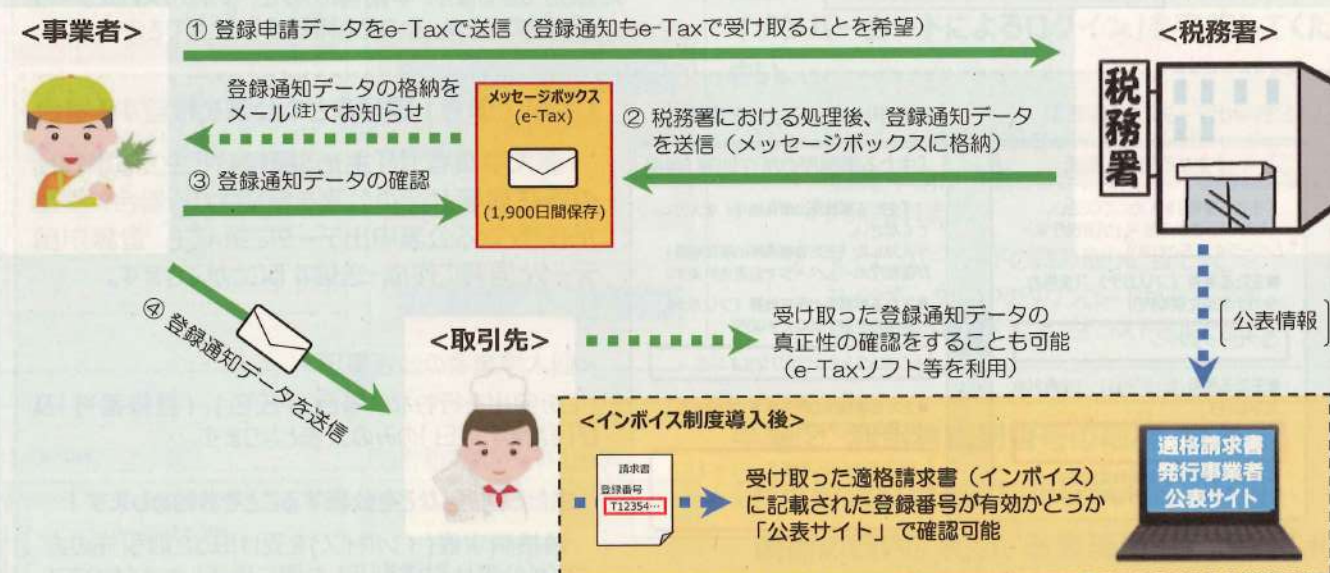 <事業者>
① 登録申請データをe-Taxで送信（登録通知もe-Taxで受け取ることを希望）
<税務署>
税務署
登録通知データの格納を
メール(注)でお知らせ
メッセージボックス
(e-Tax)
(1,900日間保存)
② 税務署における処理後、登録通知データ
を送信（メッセージボックスに格納）
③ 登録通知データの確認
④ 登録通知データを送信
<取引先>
受け取った登録通知データの
真正性の確認をすることも可能
（e-Taxソフト等を利用）
公表情報
<インボイス制度導入後>
請求書
登録番号
T12354…
受け取った適格請求書（インボイス）
に記載された登録番号が有効かどうか
「公表サイト」で確認可能
適格請求書
発行事業者
公表サイト